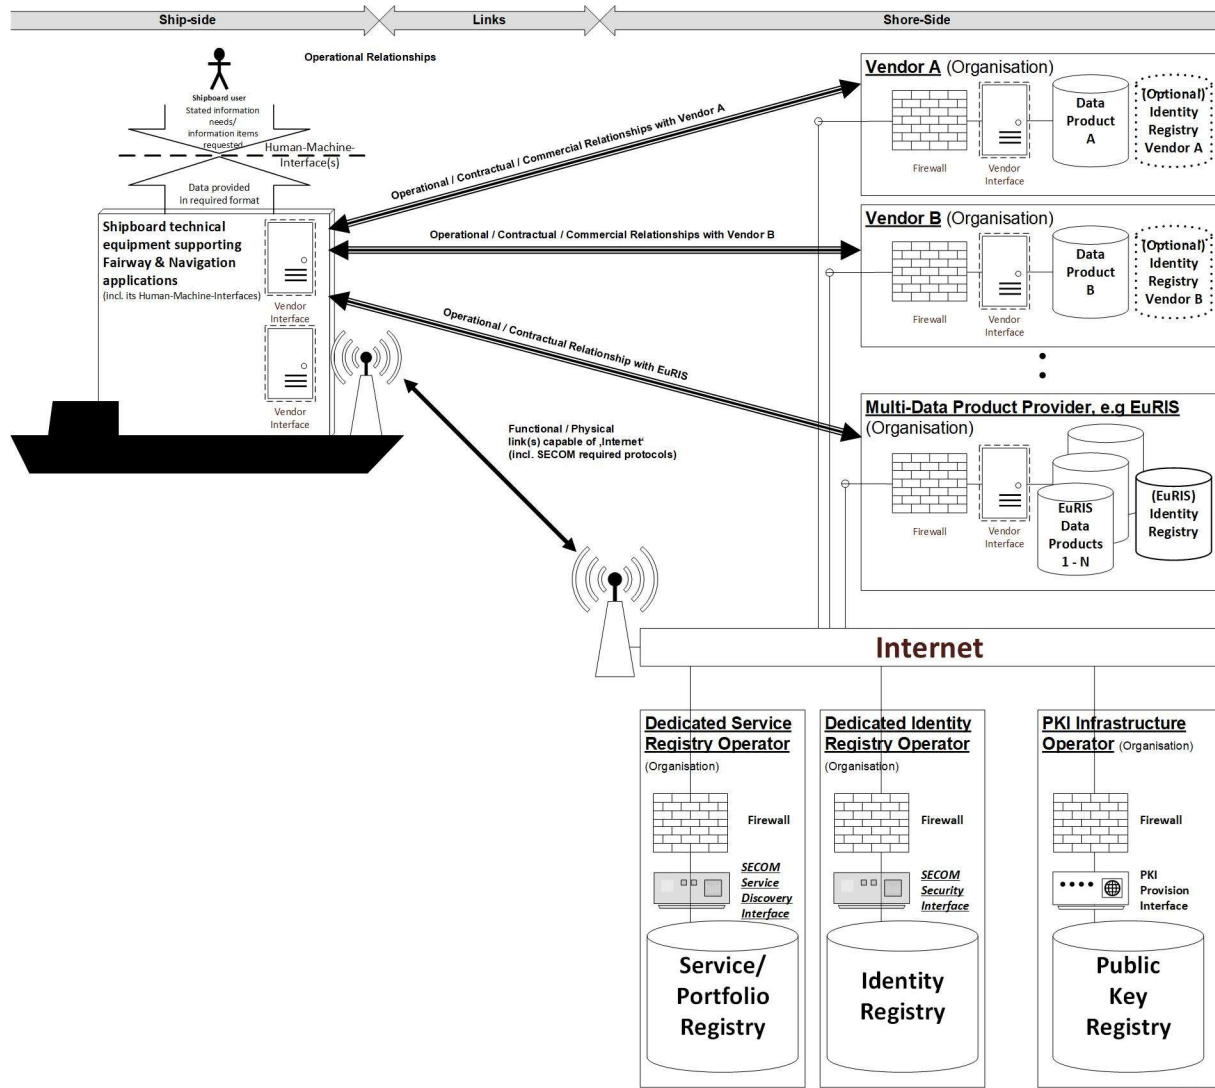 Ship-side
Links
Shore-Side
Operational Relationships
Shipboard user
Stated information
needs/
information items
requested
Human-Machine-
Interface(s)
Data provided
in required format
Shipboard technical
equipment supporting
Fairway & Navigation
applications
(incl. its Human-Machine-Interfaces)
Vendor
Interface
Vendor
Interface
Operational / Contractual / Commercial Relationships with Vendor A
Operational / Contractual / Commercial Relationships with Vendor B
Operational / Contractual Relationship with EuRIS
Functional / Physical
link(s) capable of ‚Internet‘
(incl. SECOM required protocols)
Vendor A (Organisation)
Firewall
Vendor
Interface
Data
Product
A
(Optional)
Identity
Registry
Vendor A
Vendor B (Organisation)
Firewall
Vendor
Interface
Data
Product
B
(Optional)
Identity
Registry
Vendor B
Multi-Data Product Provider, e.g EuRIS
(Organisation)
Firewall
Vendor
Interface
EuRIS
Data
Products
1 - N
(EuRIS)
Identity
Registry
Internet
Dedicated Service
Registry Operator
(Organisation)
Firewall
SECOM
Service
Discovery
Interface
Service/
Portfolio
Registry
Dedicated Identity
Registry Operator
(Organisation)
Firewall
SECOM
Security
Interface
Identity
Registry
PKI Infrastructure
Operator (Organisation)
Firewall
PKI
Provision
Interface
Public
Key
Registry